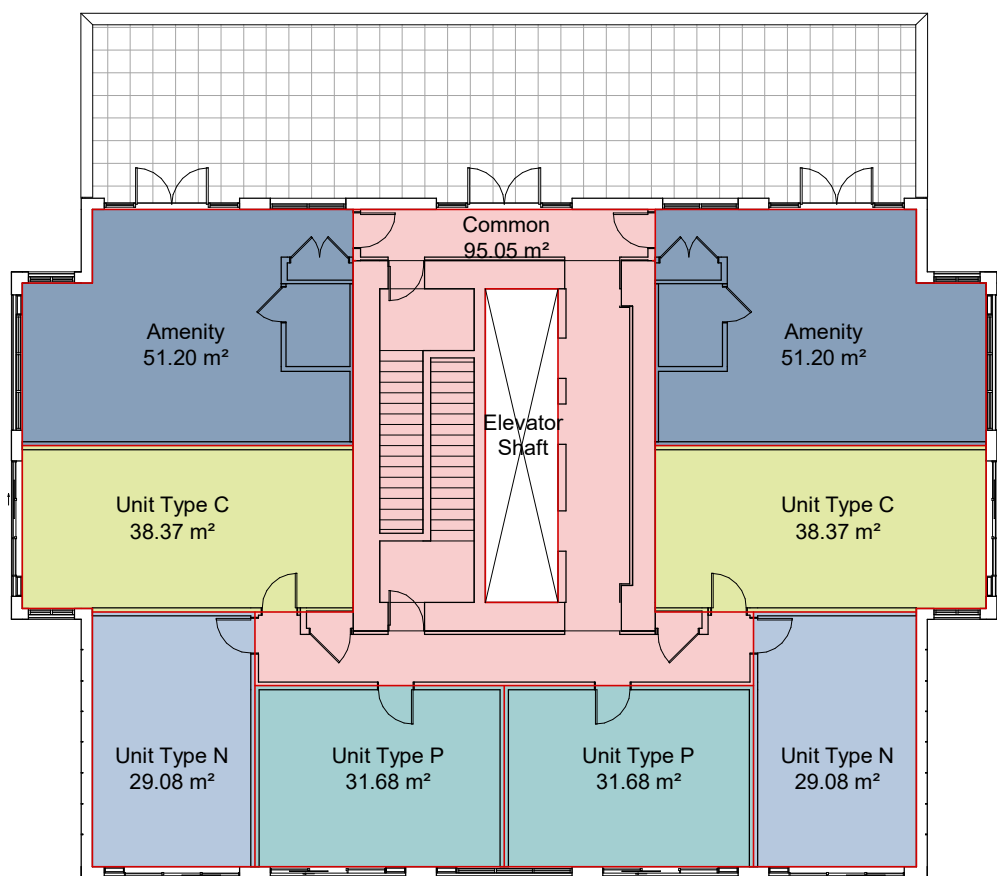 Common
95.05 m²
Amenity
51.20 m²
Amenity
51.20 m²
Elevator
Shaft
Unit Type C
38.37 m²
Unit Type C
38.37 m²
Unit Type N
29.08 m²
Unit Type P
31.68 m²
Unit Type P
31.68 m²
Unit Type N
29.08 m²